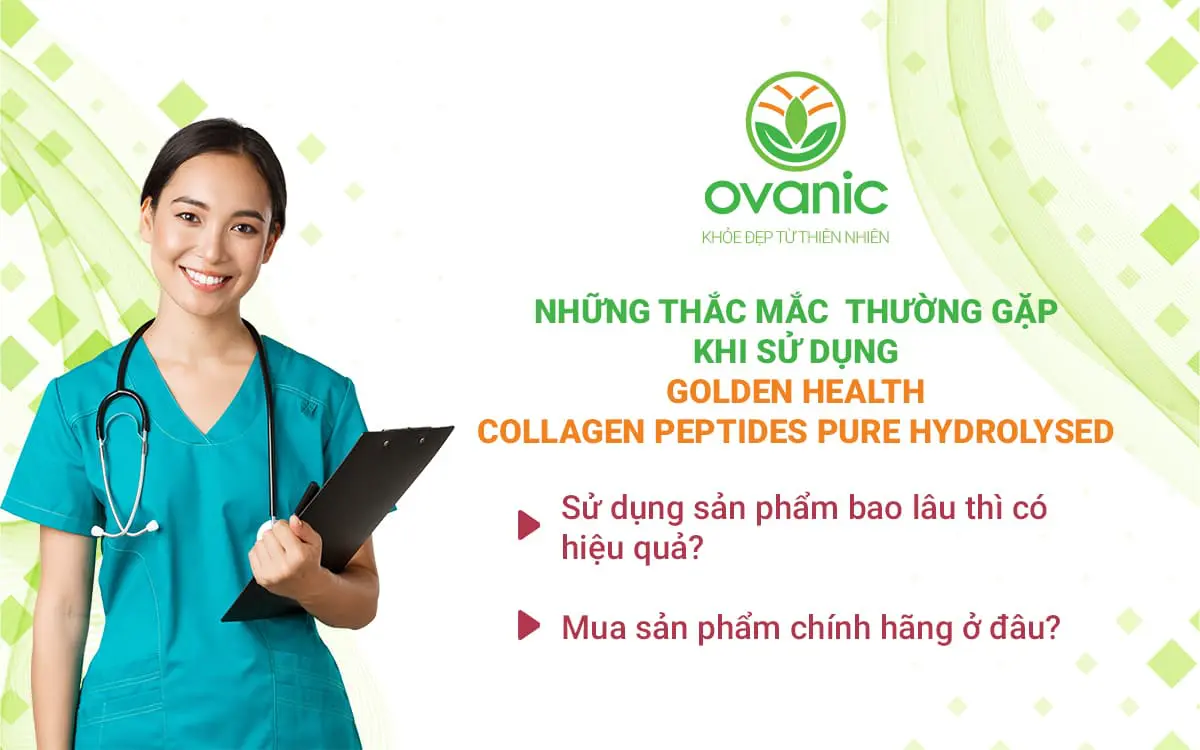 ovanic
KHỎE ĐẸP TỪ THIÊN NHIÊN
NHỮNG THẮC MẮC THƯỜNG GẶP
KHI SỬ DỤNG
GOLDEN HEALTH
COLLAGEN PEPTIDES PURE HYDROLYSED
Sử dụng sản phẩm bao lâu thì có
hiệu quả?
Mua sản phẩm chính hãng ở đâu?